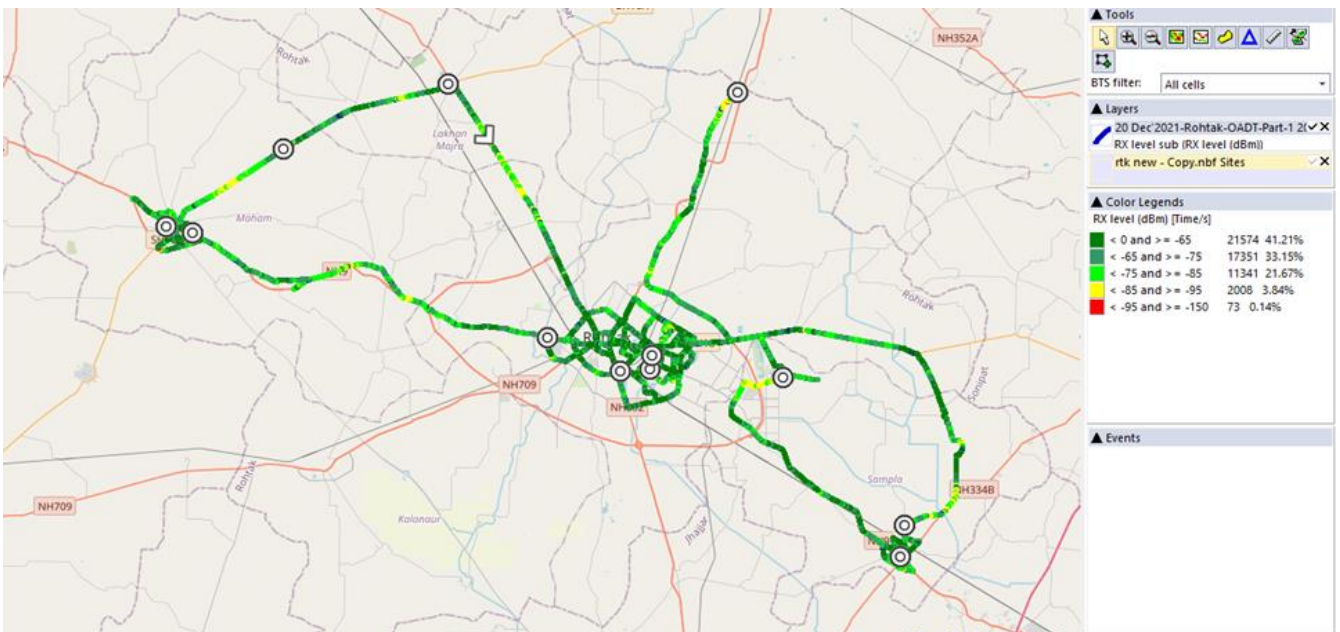 NH352A
Rohtak
Lakhan
Majra
Maham
Rohtak
NH709
Sonipat
Sampla
NH334B
Rohtak
NH709
Kalanaur
Jhajjar
Tools
BTS filter:
All cells
Layers
20 Dec'2021-Rohtak-OADT-Part-1 20
RX level sub (RX level (dBm))
rtk new - Copy.nbf Sites
Color Legends
RX level (dBm) [Time/s]
< 0 and >= -65 21574 41.21%
< -65 and >= -75 17351 33.15%
< -75 and >= -85 11341 21.67%
< -85 and >= -95 2008 3.84%
< -95 and >= -150 73 0.14%
Events